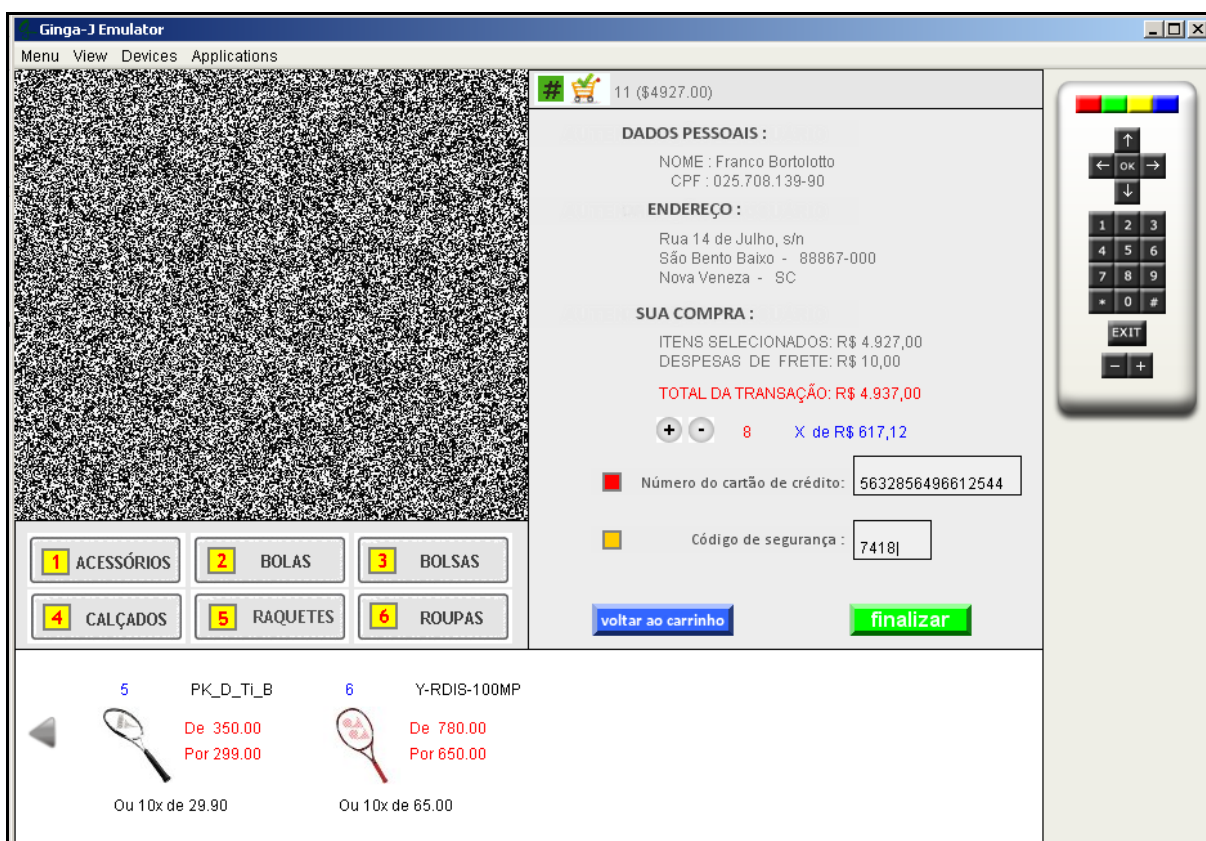 Ginga-J Emulator
Menu View Devices Applications
# 11 ($4927.00)
DADOS PESSOAIS :
NOME : Franco Bortolotto
CPF : 025.708.139-90
ENDEREÇO :
Rua 14 de Julho, s/n
São Bento Baixo - 88867-000
Nova Veneza - SC
SUA COMPRA :
ITENS SELECIONADOS: R$ 4.927,00
DESPESAS DE FRETE: R$ 10,00
TOTAL DA TRANSAÇÃO: R$ 4.937,00
+ - 8 X de R$ 617,12
Número do cartão de crédito: 5632856496612544
Código de segurança : 7418
voltar ao carrinho finalizar
1 ACESSÓRIOS 2 BOLAS 3 BOLSAS
4 CALÇADOS 5 RAQUETES 6 ROUPAS
5 PK_D_Ti_B 6 Y-RDIS-100MP
De 350.00 De 780.00
Por 299.00 Por 650.00
Ou 10x de 29.90 Ou 10x de 65.00
OK
1 2 3
4 5 6
7 8 9
* 0 #
EXIT
- +